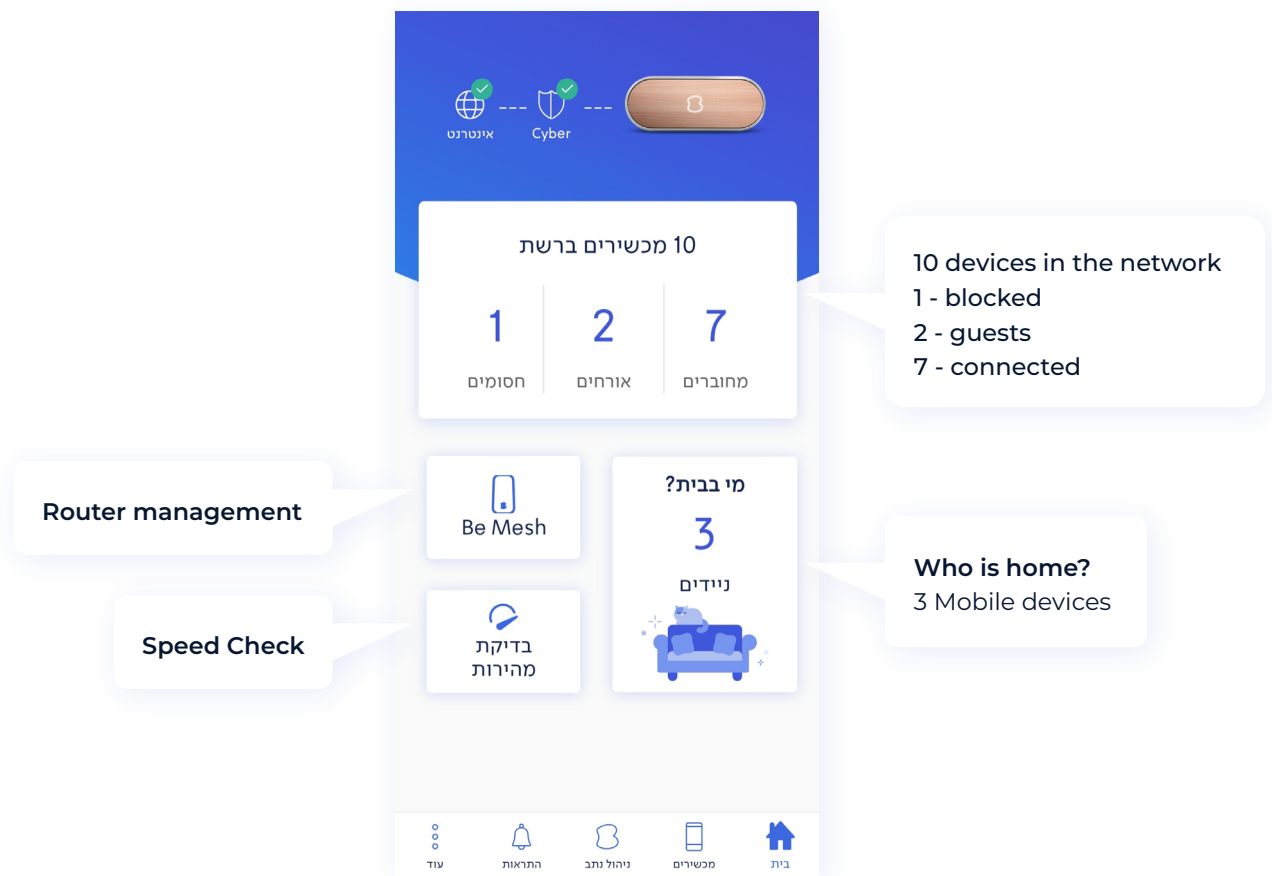 אינטרנט
Cyber
10 מכשירים ברשת
7
מחוברים
2
אורחים
1
חסומים
10 devices in the network
1 - blocked
2 - guests
7 - connected
Router management
Be Mesh
מי בבית?
3
ניידים
Who is home?
3 Mobile devices
Speed Check
בדיקת
מהירות
בית
מכשירים
ניהול נתב
התראות
עוד